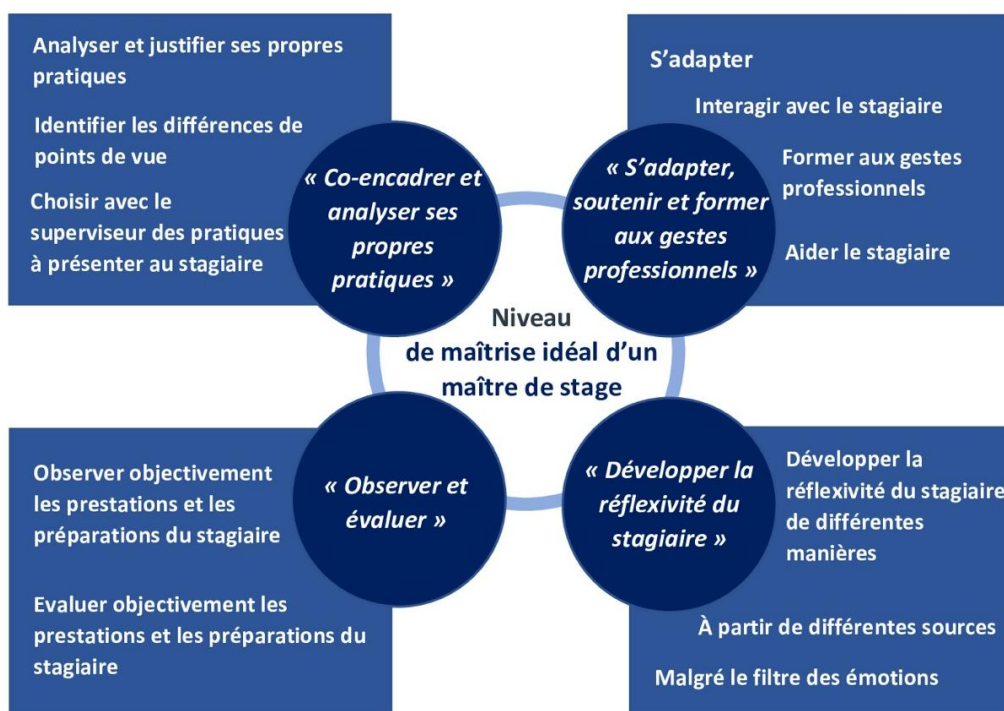 Analyser et justifier ses propres
pratiques
Identifier les différences de
points de vue
Choisir avec le
superviseur des pratiques
à présenter au stagiaire
« Co-encadrer et
analyser ses
propres
pratiques »
S’adapter
Interagir avec le stagiaire
Former aux gestes
professionnels
Aider le stagiaire
« S’adapter,
soutenir et former
aux gestes
professionnels »
Niveau
de maîtrise idéal d’un
maître de stage
Observer objectivement
les prestations et les
préparations du stagiaire
Evaluer objectivement les
prestations et les préparations du
stagiaire
« Observer et
évaluer »
« Développer la
réflexivité du
stagiaire »
Développer la
réflexivité du stagiaire
de différentes
manières
À partir de différentes sources
Malgré le filtre des émotions